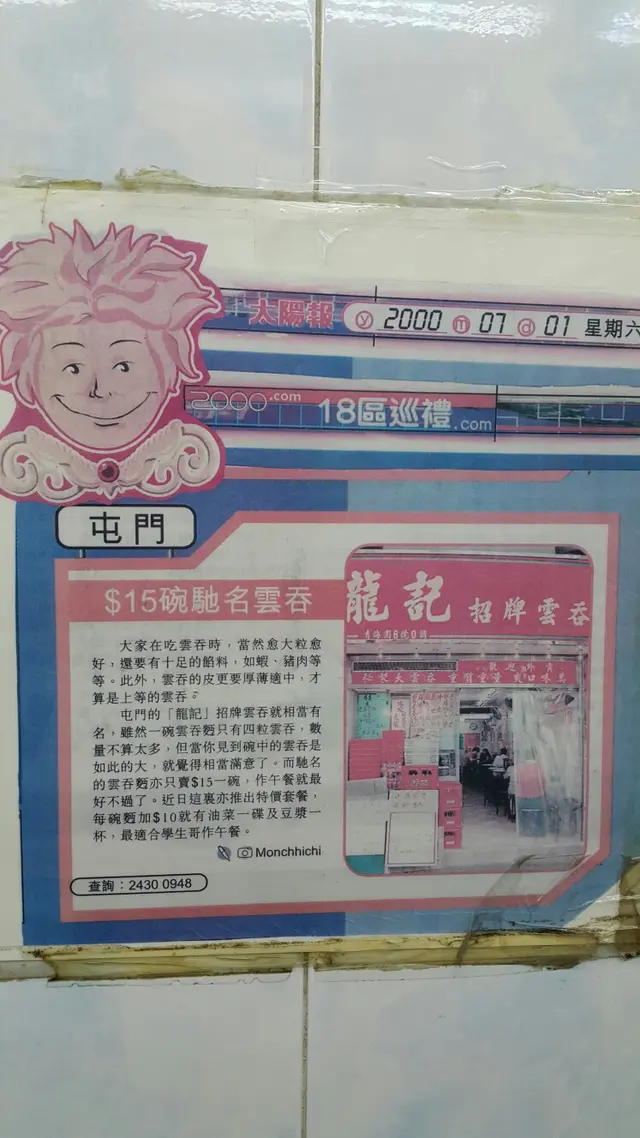 太陽報 y 2000 m 07 d 01 星期六
2000.com 18區巡禮.com
屯門
$15碗馳名雲吞
大家在吃雲吞時，當然愈大粒愈
好，還要有十足的餡料，如蝦、豬肉等
等。此外，雲吞的皮更要厚薄適中，才
算是上等的雲吞。
屯門的「龍記」招牌雲吞就相當有
名，雖然一碗雲吞麵只有四粒雲吞，數
量不算太多，但當你見到碗中的雲吞是
如此的大，就覺得相當滿意了。而馳名
的雲吞麵亦只賣$15一碗，作午餐就最
好不過了。近日這裏亦推出特價套餐，
每碗麵加$10就有油菜一碟及豆漿一
杯，最適合學生哥作午餐。
Monchhichi
查詢：2430 0948
龍記 招牌雲吞
歡迎外賣